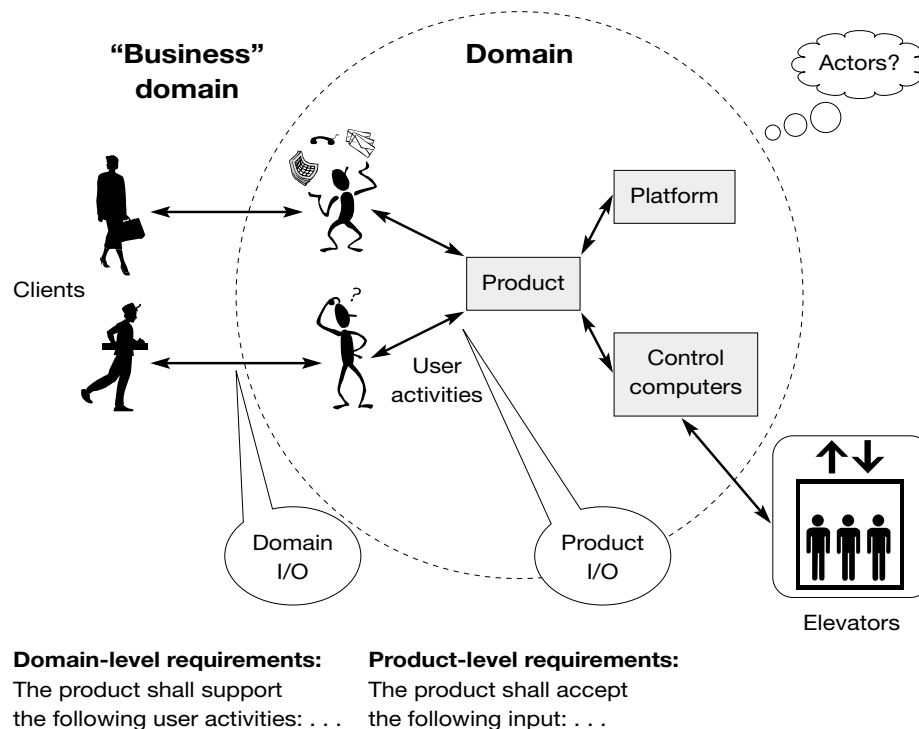 “Business”
domain
Domain
Actors?
Platform
Product
Clients
?
Control
computers
User
activities
Domain
I/O
Product
I/O
Elevators
Domain-level requirements:
The product shall support
the following user activities: . . .
Product-level requirements:
The product shall accept
the following input: . . .